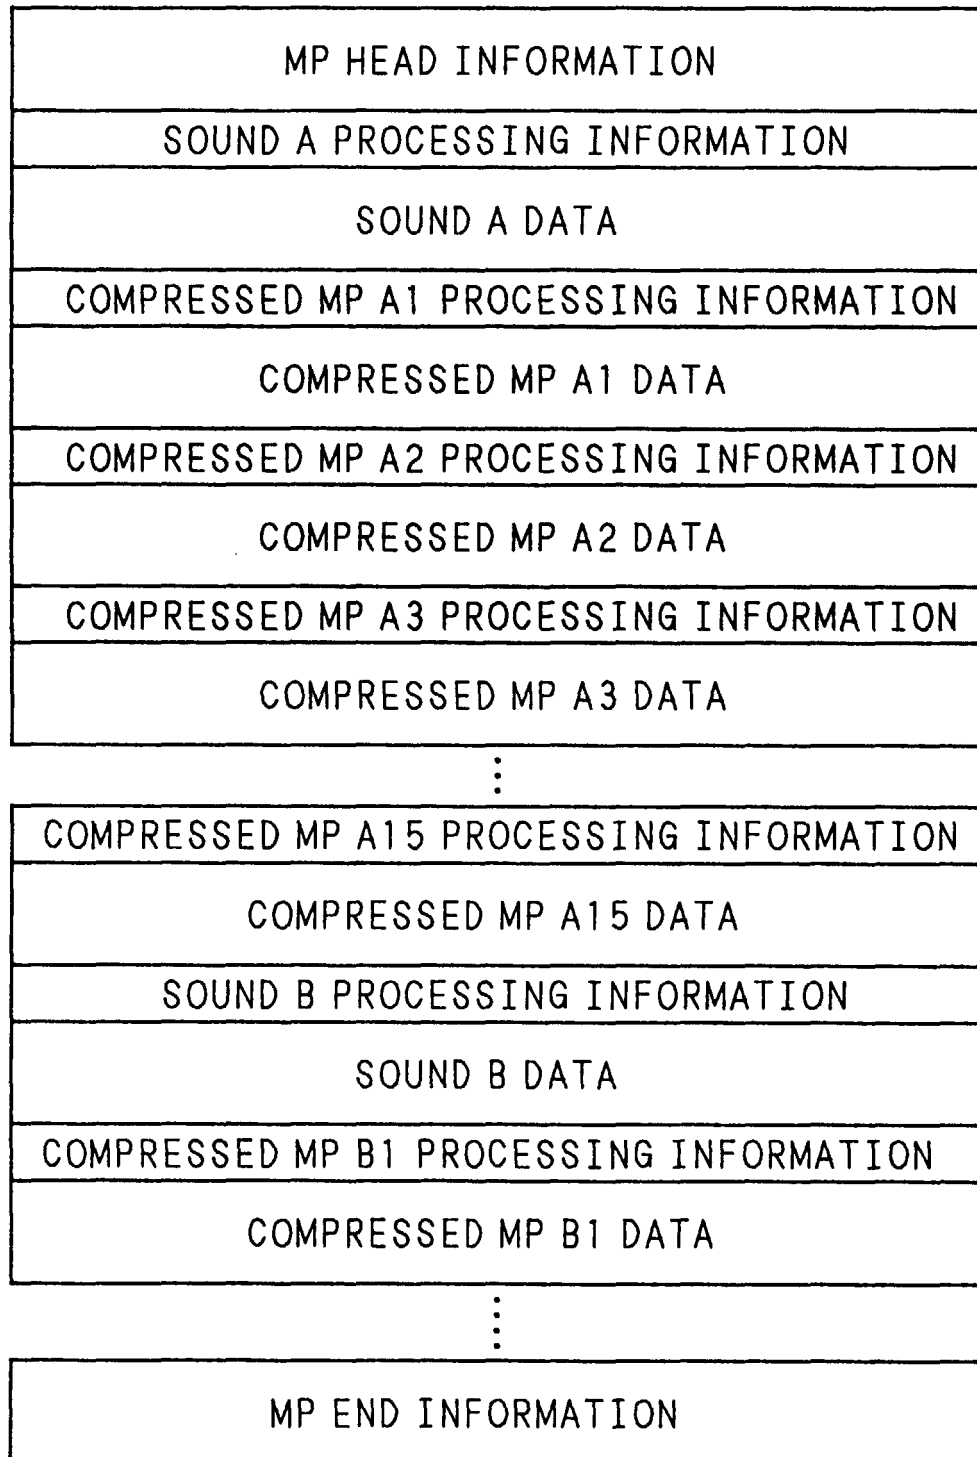 MP HEAD INFORMATION
SOUND A PROCESSING INFORMATION
SOUND A DATA
COMPRESSED MP A1 PROCESSING INFORMATION
COMPRESSED MP A1 DATA
COMPRESSED MP A2 PROCESSING INFORMATION
COMPRESSED MP A2 DATA
COMPRESSED MP A3 PROCESSING INFORMATION
COMPRESSED MP A3 DATA
COMPRESSED MP A15 PROCESSING INFORMATION
COMPRESSED MP A15 DATA
SOUND B PROCESSING INFORMATION
SOUND B DATA
COMPRESSED MP B1 PROCESSING INFORMATION
COMPRESSED MP B1 DATA
MP END INFORMATION